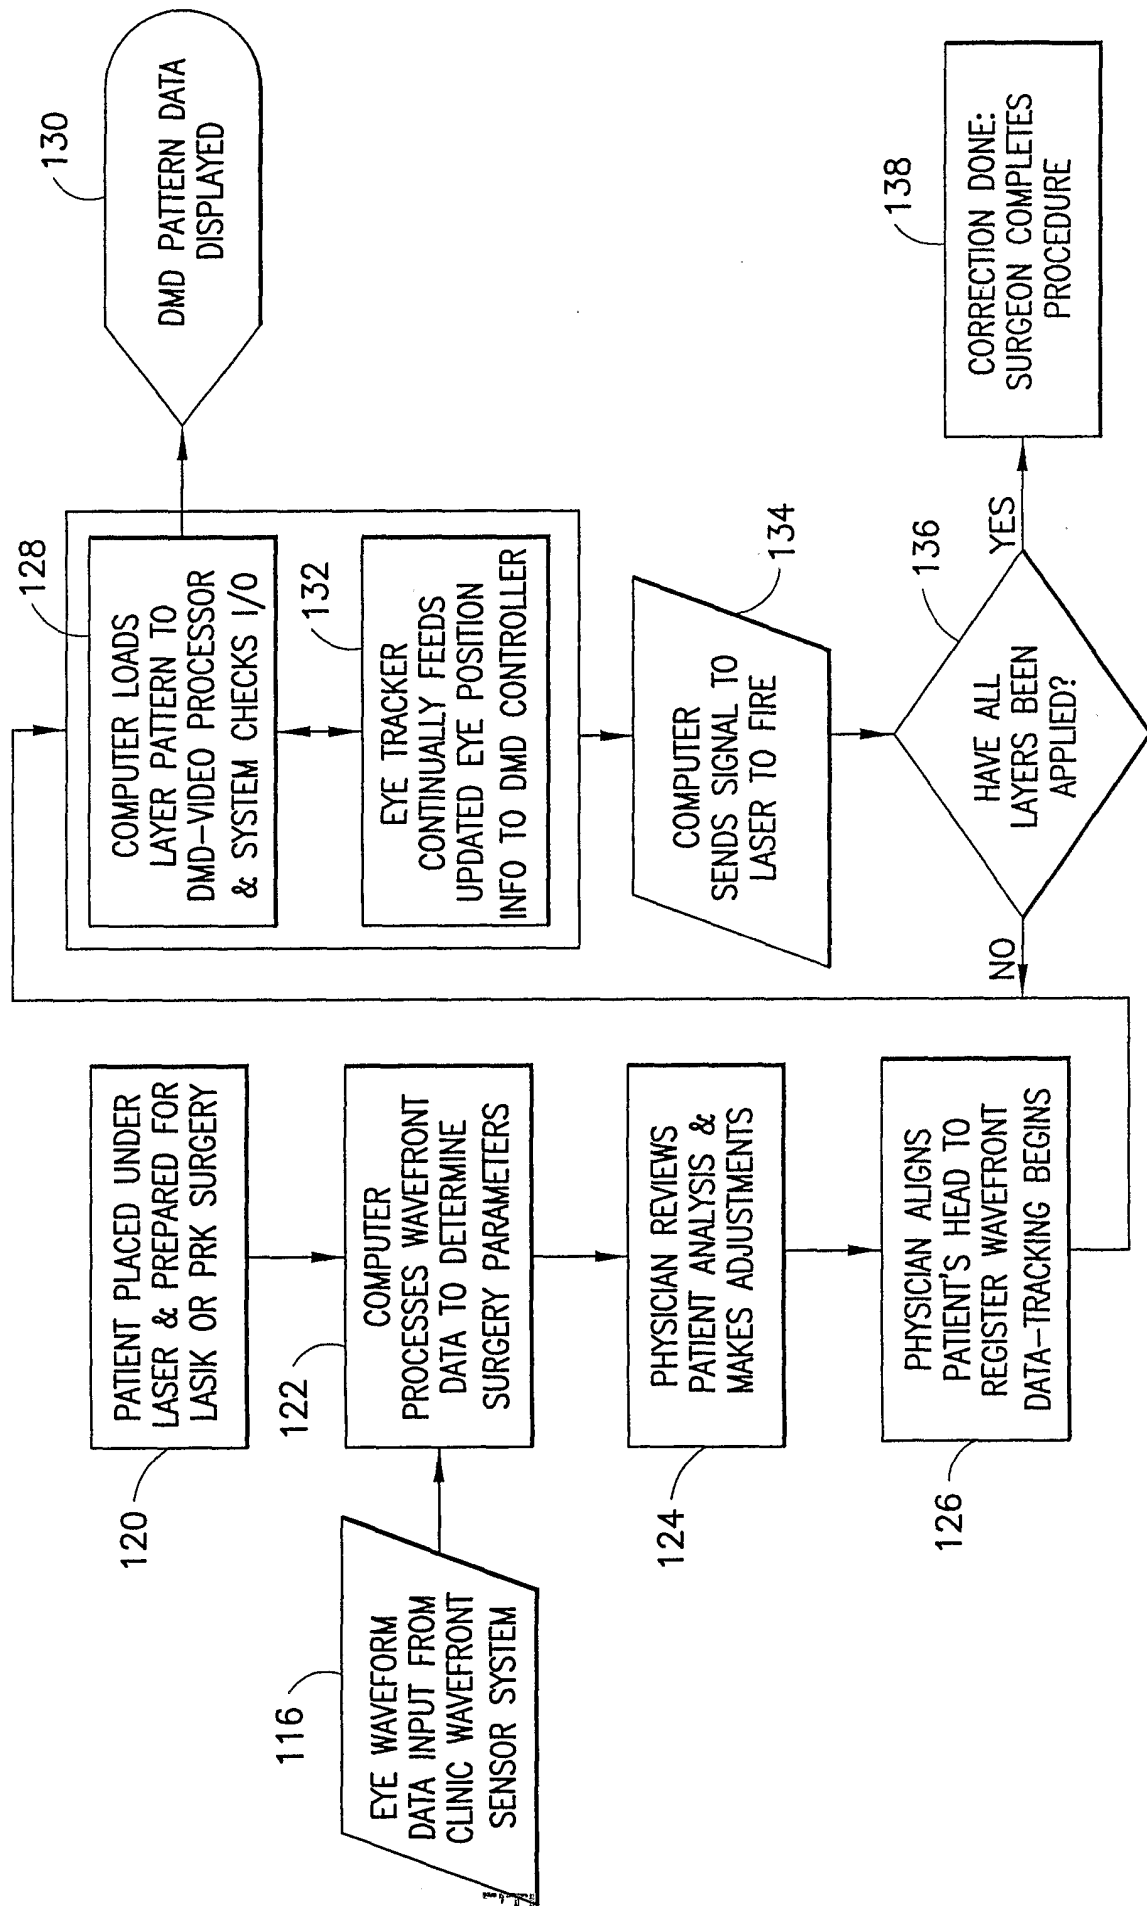 116
EYE WAVEFORM
DATA INPUT FROM
CLINIC WAVEFRONT
SENSOR SYSTEM
120
PATIENT PLACED UNDER
LASER & PREPARED FOR
LASIK OR PRK SURGERY
122
COMPUTER
PROCESSES WAVEFRONT
DATA TO DETERMINE
SURGERY PARAMETERS
124
PHYSICIAN REVIEWS
PATIENT ANALYSIS &
MAKES ADJUSTMENTS
126
PHYSICIAN ALIGNS
PATIENT'S HEAD TO
REGISTER WAVEFRONT
DATA-TRACKING BEGINS
128
COMPUTER LOADS
LAYER PATTERN TO
DMD-VIDEO PROCESSOR
& SYSTEM CHECKS I/O
130
DMD PATTERN DATA
DISPLAYED
132
EYE TRACKER
CONTINUALLY FEEDS
UPDATED EYE POSITION
INFO TO DMD CONTROLLER
134
COMPUTER
SENDS SIGNAL TO
LASER TO FIRE
136
HAVE ALL
LAYERS BEEN
APPLIED?
NO
YES
138
CORRECTION DONE:
SURGEON COMPLETES
PROCEDURE